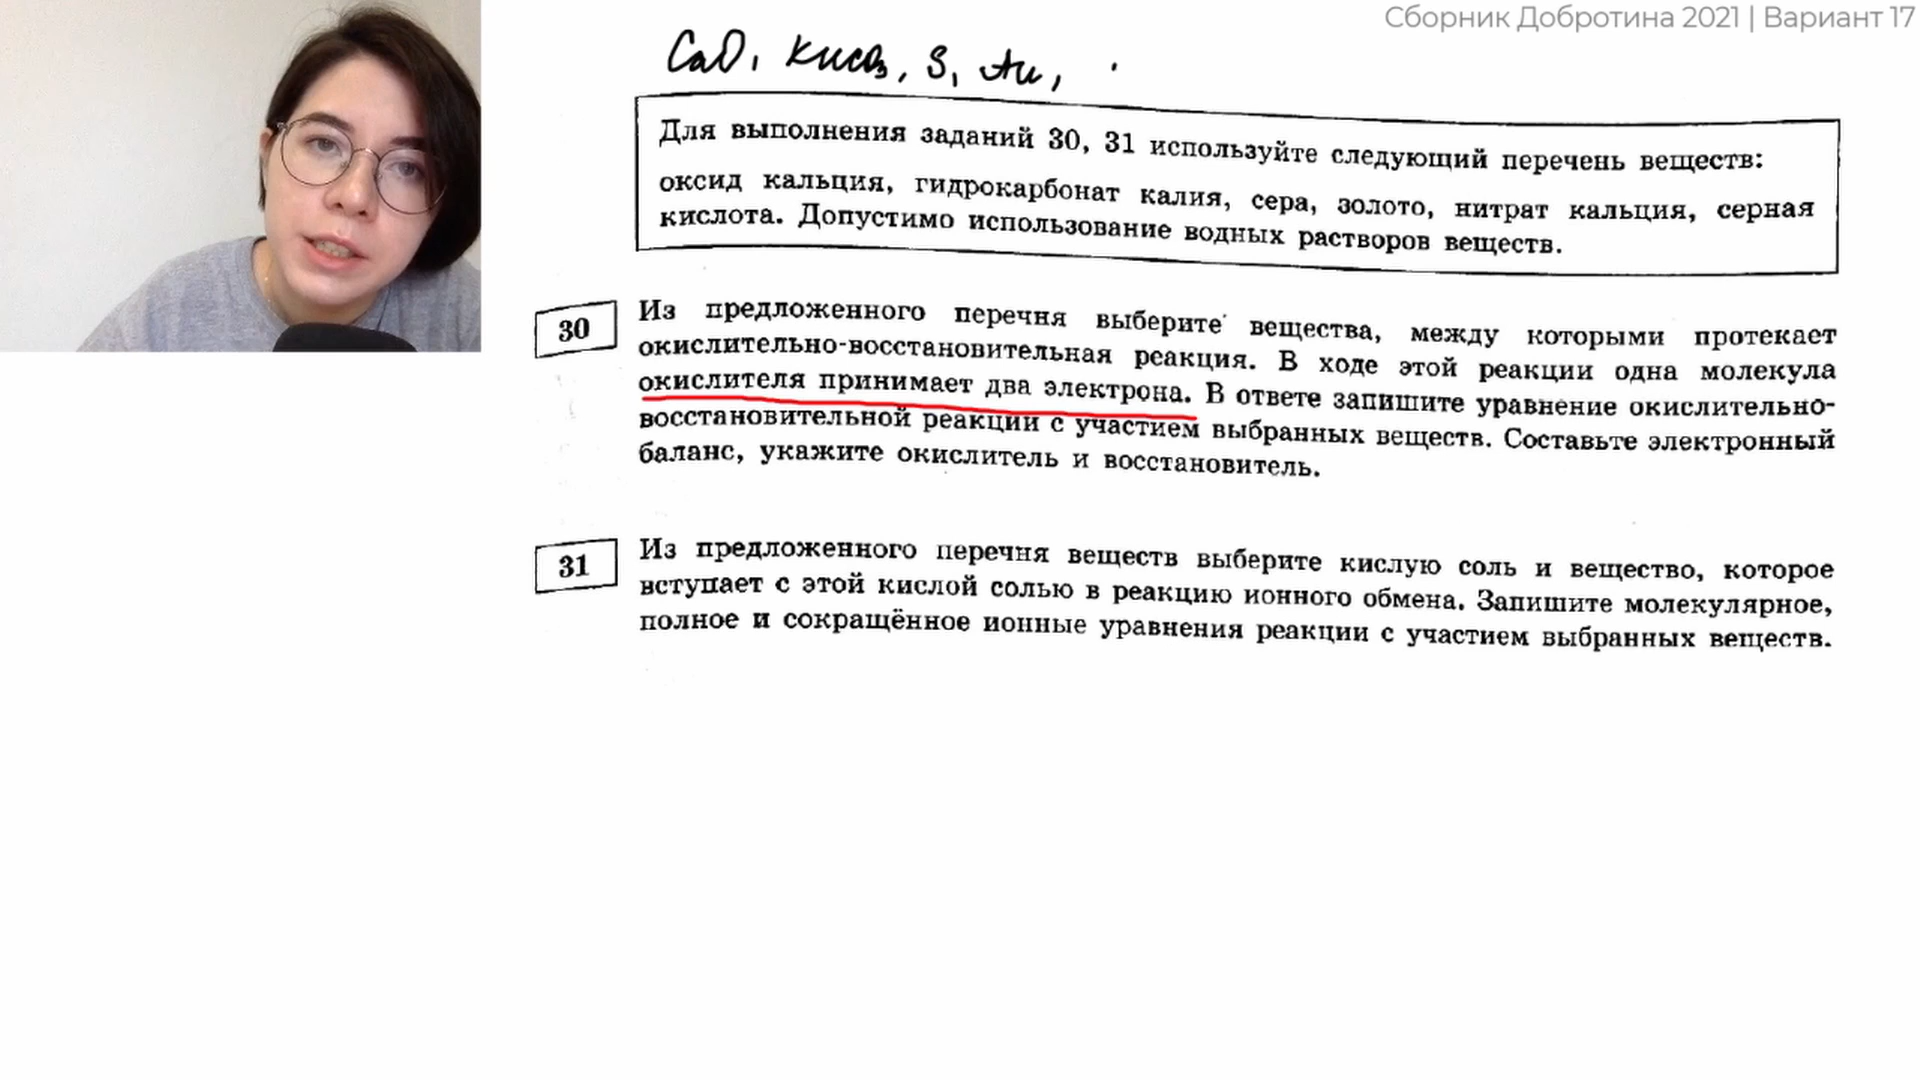 Сборник Добротина 2021 | Вариант 17
CaO, KHCO₃, S, Au,
Для выполнения заданий 30, 31 используйте следующий перечень веществ:
оксид кальция, гидрокарбонат калия, сера, золото, нитрат кальция, серная
кислота. Допустимо использование водных растворов веществ.
30
Из предложенного перечня выберите вещества, между которыми протекает
окислительно-восстановительная реакция. В ходе этой реакции одна молекула
окислителя принимает два электрона. В ответе запишите уравнение окислительно-
восстановительной реакции с участием выбранных веществ. Составьте электронный
баланс, укажите окислитель и восстановитель.
31
Из предложенного перечня веществ выберите кислую соль и вещество, которое
вступает с этой кислой солью в реакцию ионного обмена. Запишите молекулярное,
полное и сокращённое ионные уравнения реакции с участием выбранных веществ.